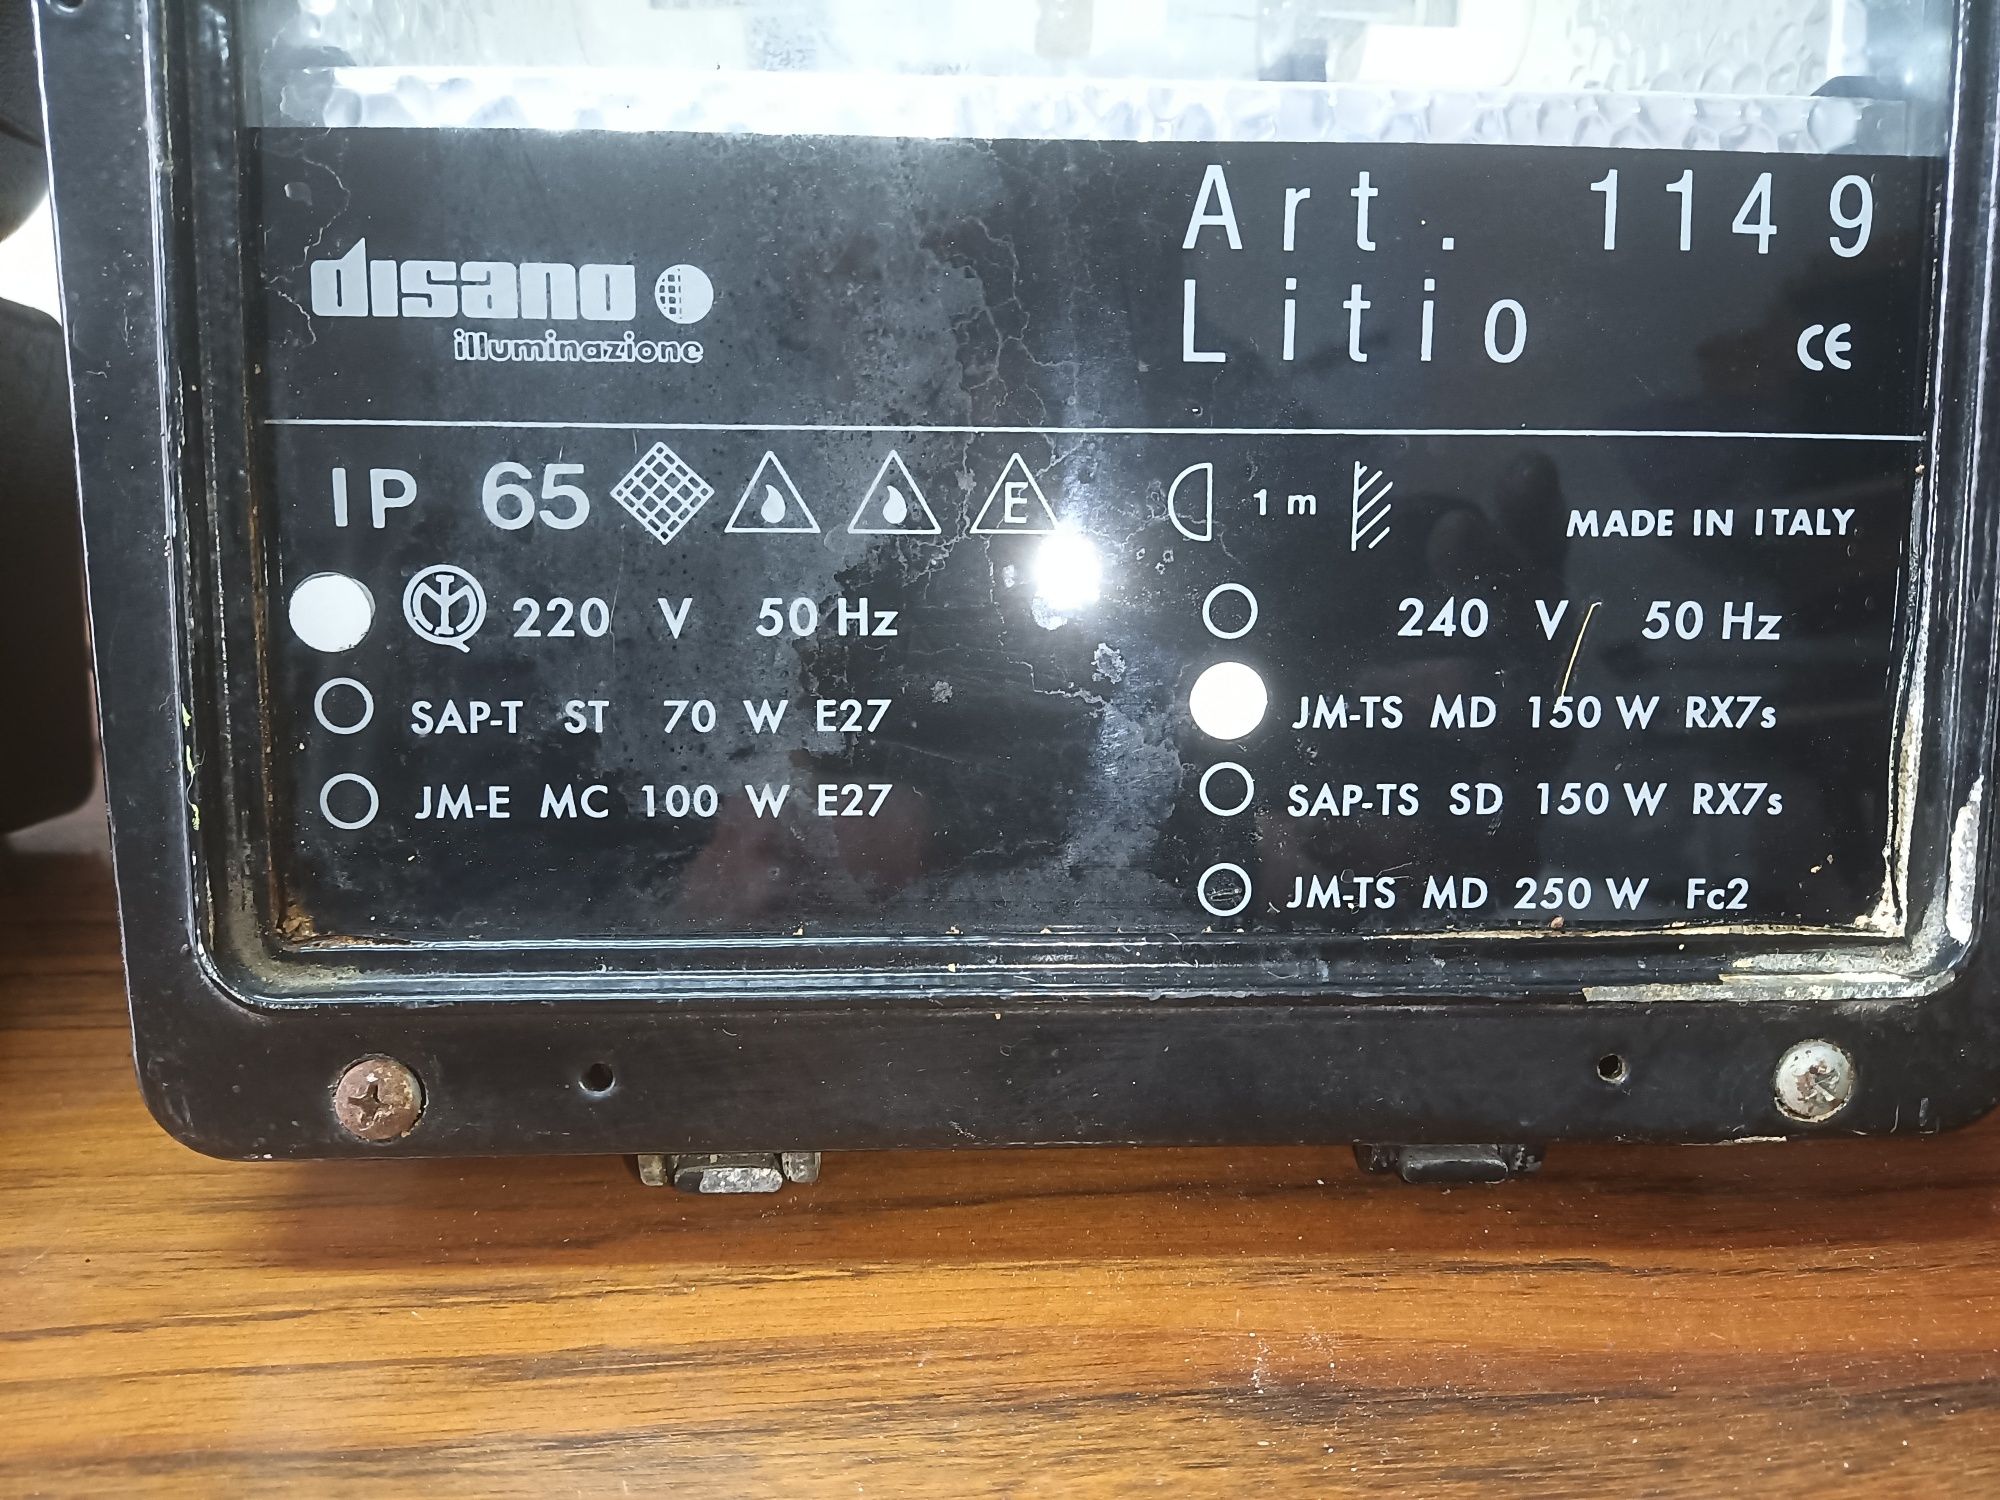 Art. 1149
disano
illuminazione
Litio
CE
IP 65
E
1 m
MADE IN ITALY
220 V 50 Hz
240 V 50 Hz
SAP-T ST 70 W E27
JM-TS MD 150 W RX7s
JM-E MC 100 W E27
SAP-TS SD 150 W RX7s
JM-TS MD 250 W Fc2